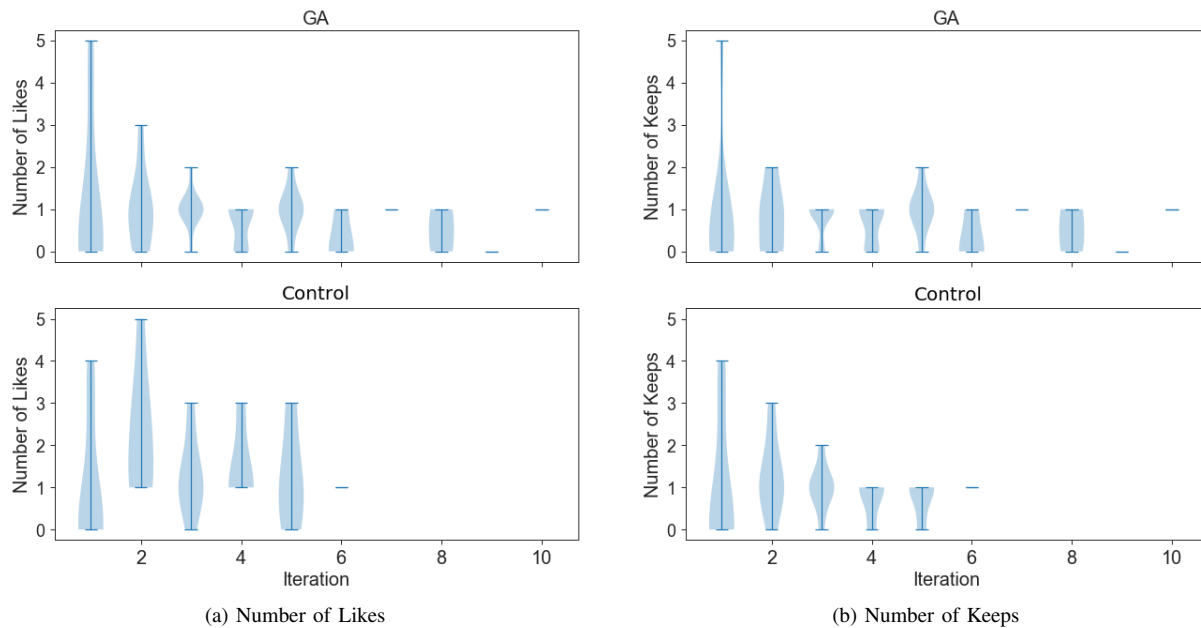 GA
Number of Likes
5
4
3
2
1
0
Control
Number of Likes
5
4
3
2
1
0
2 4 6 8 10
Iteration
(a) Number of Likes
GA
Number of Keeps
5
4
3
2
1
0
Control
Number of Keeps
5
4
3
2
1
0
2 4 6 8 10
Iteration
(b) Number of Keeps